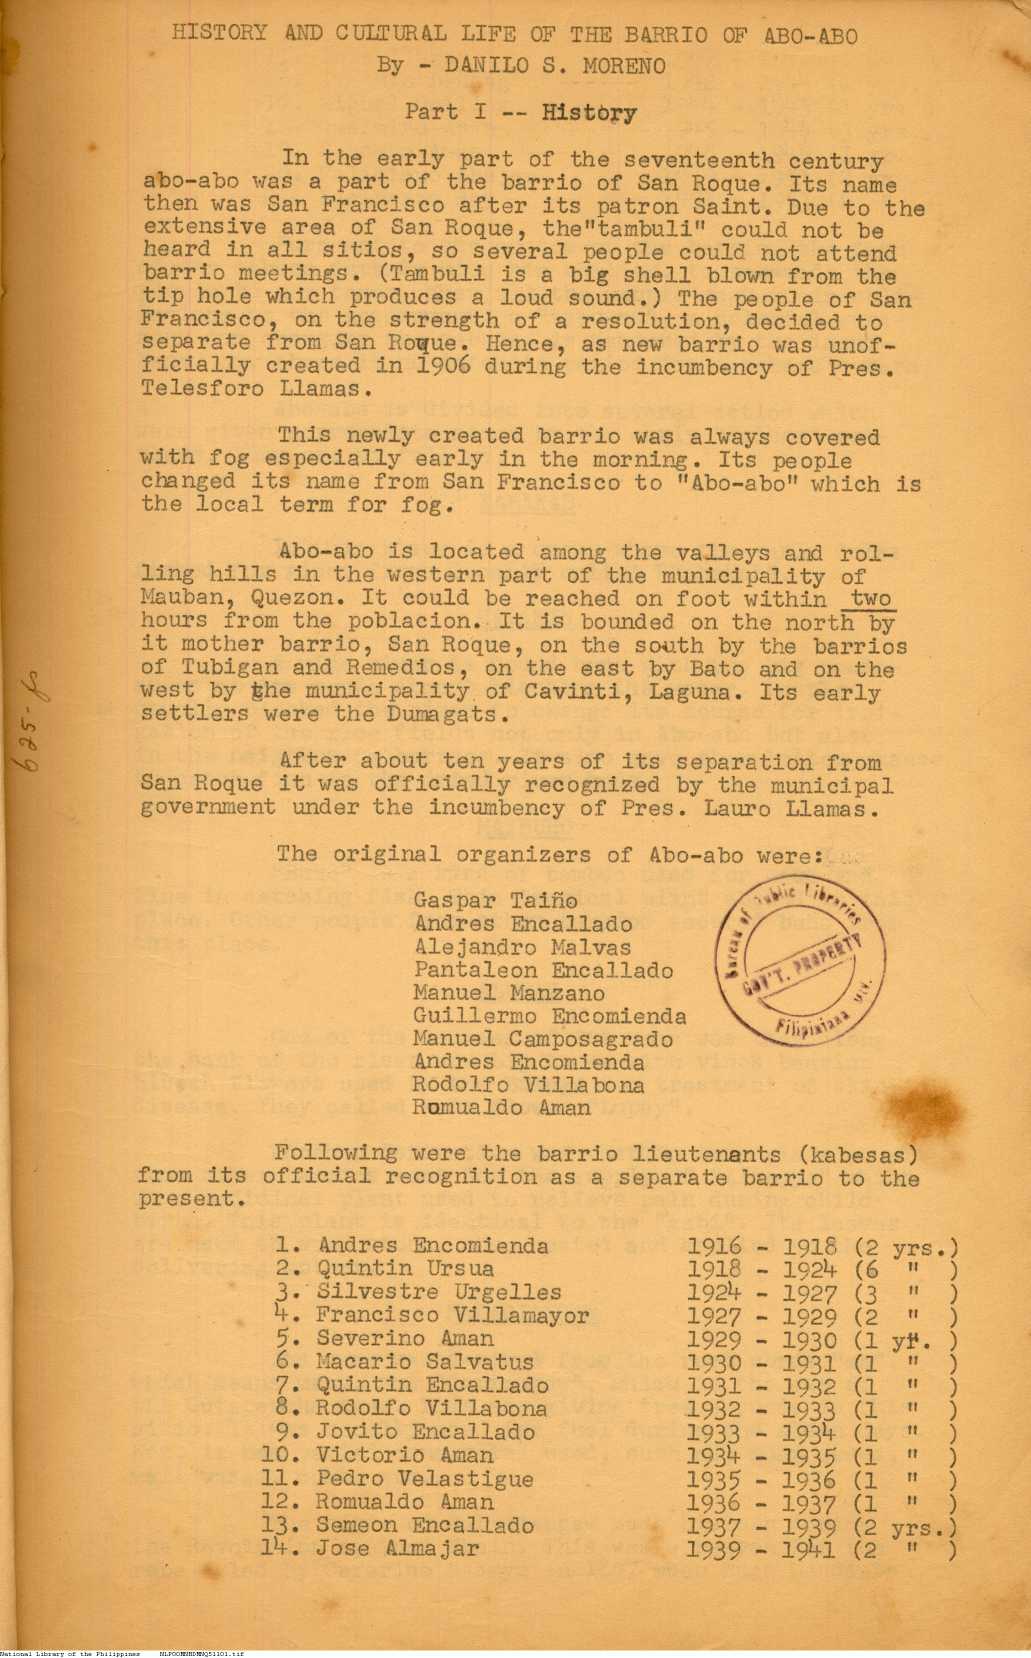 HISTORY AND CULTURAL LIFE OF THE BARRIO OF ABO-ABO
By - DANILO S. MORENO
Part I -- History
In the early part of the seventeenth century
abo-abo was a part of the barrio of San Roque. Its name
then was San Francisco after its patron Saint. Due to the
extensive area of San Roque, the"tambuli" could not be
heard in all sitios, so several people could not attend
barrio meetings. (Tambuli is a big shell blown from the
tip hole which produces a loud sound.) The people of San
Francisco, on the strength of a resolution, decided to
separate from San Roque. Hence, as new barrio was unof-
ficially created in 1906 during the incumbency of Pres.
Telesforo Llamas.
This newly created barrio was always covered
with fog especially early in the morning. Its people
changed its name from San Francisco to "Abo-abo" which is
the local term for fog.
Abo-abo is located among the valleys and rol-
ling hills in the western part of the municipality of
Mauban, Quezon. It could be reached on foot within two
hours from the poblacion. It is bounded on the north by
it mother barrio, San Roque, on the south by the barrios
of Tubigan and Remedios, on the east by Bato and on the
west by the municipality of Cavinti, Laguna. Its early
settlers were the Dumagats.
After about ten years of its separation from
San Roque it was officially recognized by the municipal
government under the incumbency of Pres. Lauro Llamas.
The original organizers of Abo-abo were:
Gaspar Taiño
Andres Encallado
Alejandro Malvas
Pantaleon Encallado
Manuel Manzano
Guillermo Encomienda
Manuel Camposagrado
Andres Encomienda
Rodolfo Villabona
Romualdo Aman
Bureau of Public Libraries
GOV'T. PROPERTY
Filipiniana Div.
625-fs
Following were the barrio lieutenants (kabesas)
from its official recognition as a separate barrio to the
present.
1. Andres Encomienda 1916 - 1918 (2 yrs.)
2. Quintin Ursua 1918 - 1924 (6 " )
3. Silvestre Urgelles 1924 - 1927 (3 " )
4. Francisco Villamayor 1927 - 1929 (2 " )
5. Severino Aman 1929 - 1930 (1 yr. )
6. Macario Salvatus 1930 - 1931 (1 " )
7. Quintin Encallado 1931 - 1932 (1 " )
8. Rodolfo Villabona 1932 - 1933 (1 " )
9. Jovito Encallado 1933 - 1934 (1 " )
10. Victorio Aman 1934 - 1935 (1 " )
11. Pedro Velastigue 1935 - 1936 (1 " )
12. Romualdo Aman 1936 - 1937 (1 " )
13. Semeon Encallado 1937 - 1939 (2 yrs.)
14. Jose Almajar 1939 - 1941 (2 " )
National Library of the Philippines NLPOOMNBDMNQ51101.tif